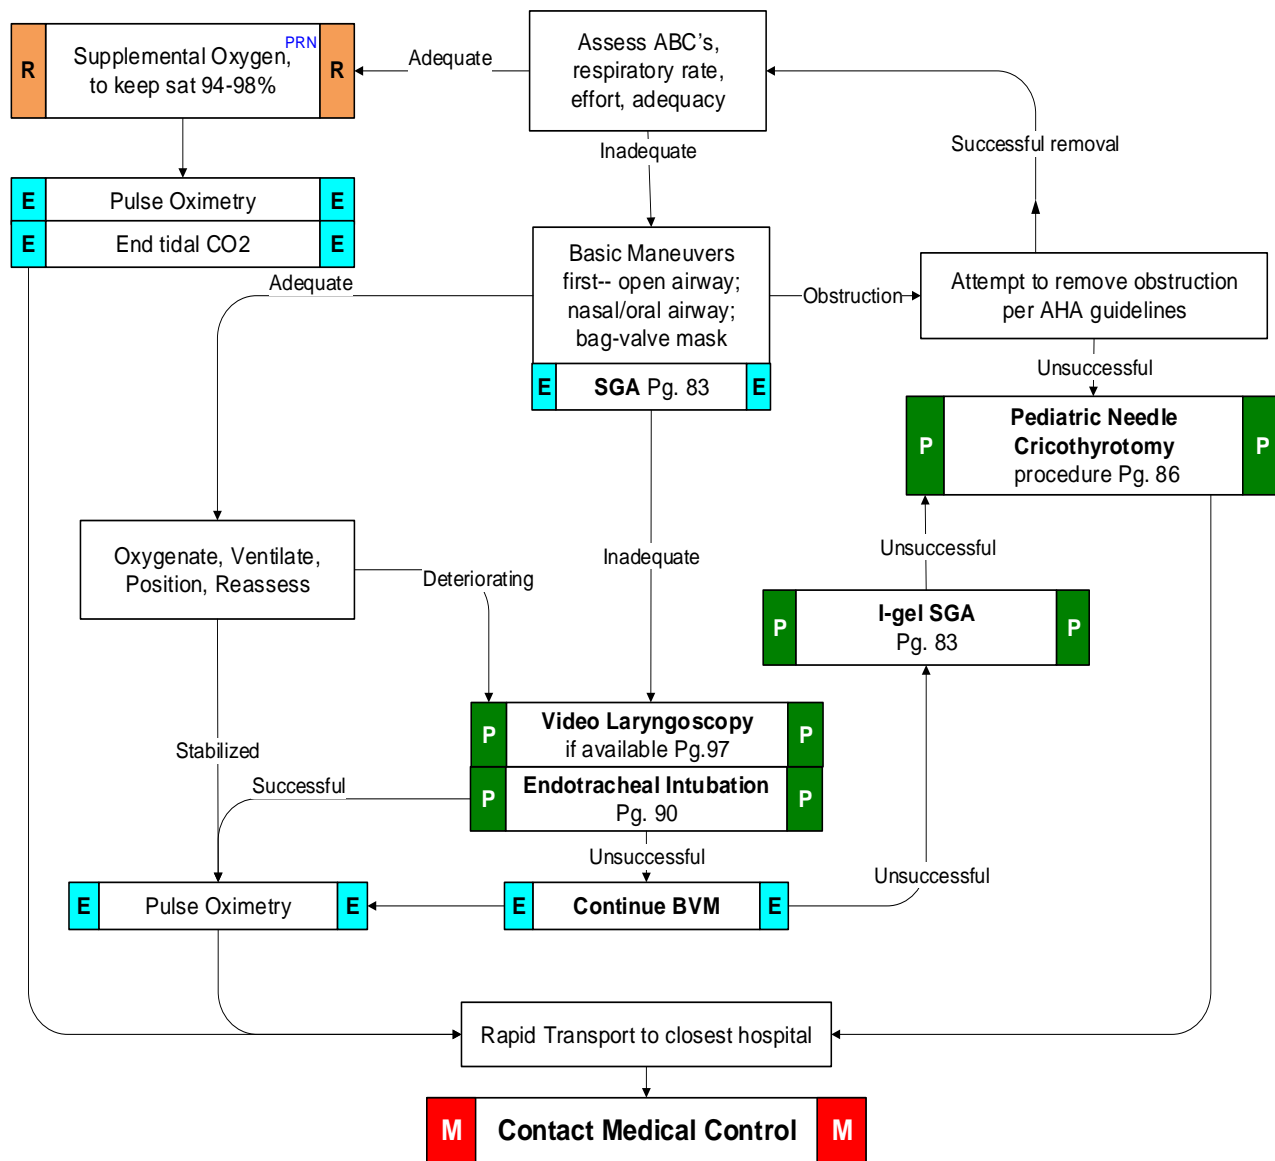 R
Supplemental Oxygen,
to keep sat 94-98%
PRN
R
Adequate
Assess ABC's,
respiratory rate,
effort, adequacy
Inadequate
Successful removal
E
Pulse Oximetry
E
E
End tidal CO2
E
Adequate
Basic Maneuvers
first-- open airway;
nasal/oral airway;
bag-valve mask
Obstruction
Attempt to remove obstruction
per AHA guidelines
E
SGA Pg. 83
E
Unsuccessful
P
Pediatric Needle
Cricothyrotomy
procedure Pg. 86
P
Oxygenate, Ventilate,
Position, Reassess
Deteriorating
Inadequate
Unsuccessful
P
I-gel SGA
Pg. 83
P
Stabilized
P
Video Laryngoscopy
if available Pg.97
P
Successful
P
Endotracheal Intubation
Pg. 90
P
Unsuccessful
Unsuccessful
E
Pulse Oximetry
E
E
Continue BVM
E
Rapid Transport to closest hospital
M
Contact Medical Control
M